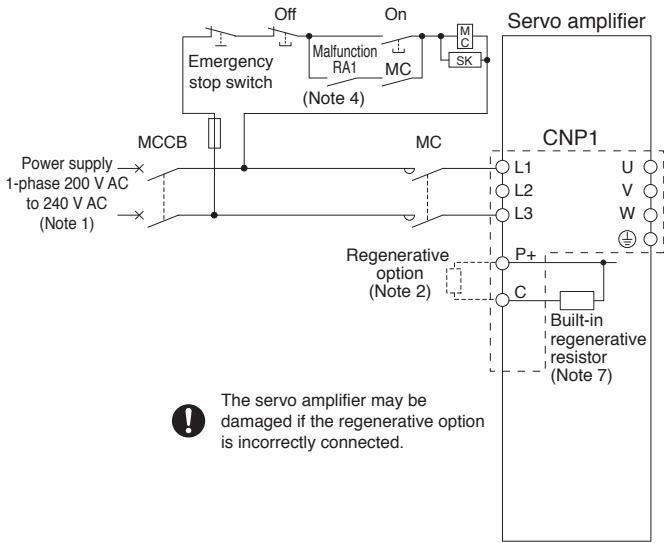 Off
On
Servo amplifier
Emergency
stop switch
Malfunction
RA1
MC
M
C
SK
(Note 4)
MCCB
MC
CNP1
Power supply
1-phase 200 V AC
to 240 V AC
(Note 1)
L1
U
L2
V
L3
W
Regenerative
option
(Note 2)
P+
C
Built-in
regenerative
resistor
(Note 7)
The servo amplifier may be
damaged if the regenerative option
is incorrectly connected.